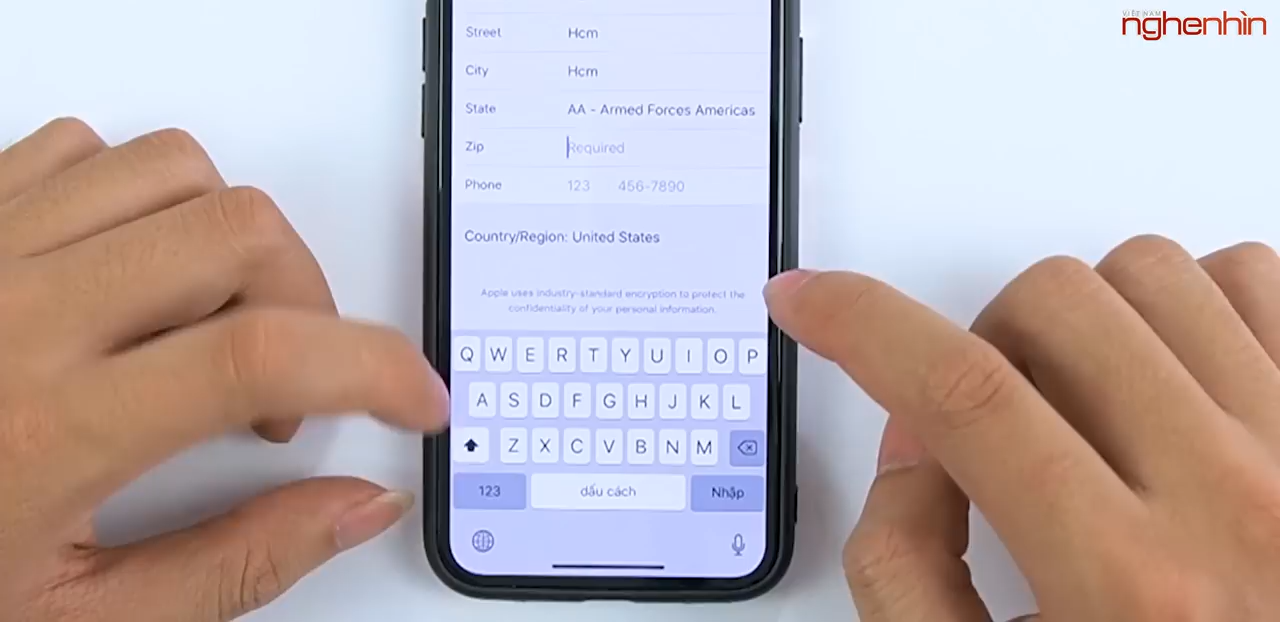 VIỆT NAM
nghenhìn
Street Hcm
City Hcm
State AA - Armed Forces Americas
Zip Required
Phone 123 456-7890
Country/Region: United States
Apple uses industry-standard encryption to protect the
confidentiality of your personal information.
Q W E R T Y U I O P
A S D F G H J K L
Z X C V B N M
123 dấu cách Nhập